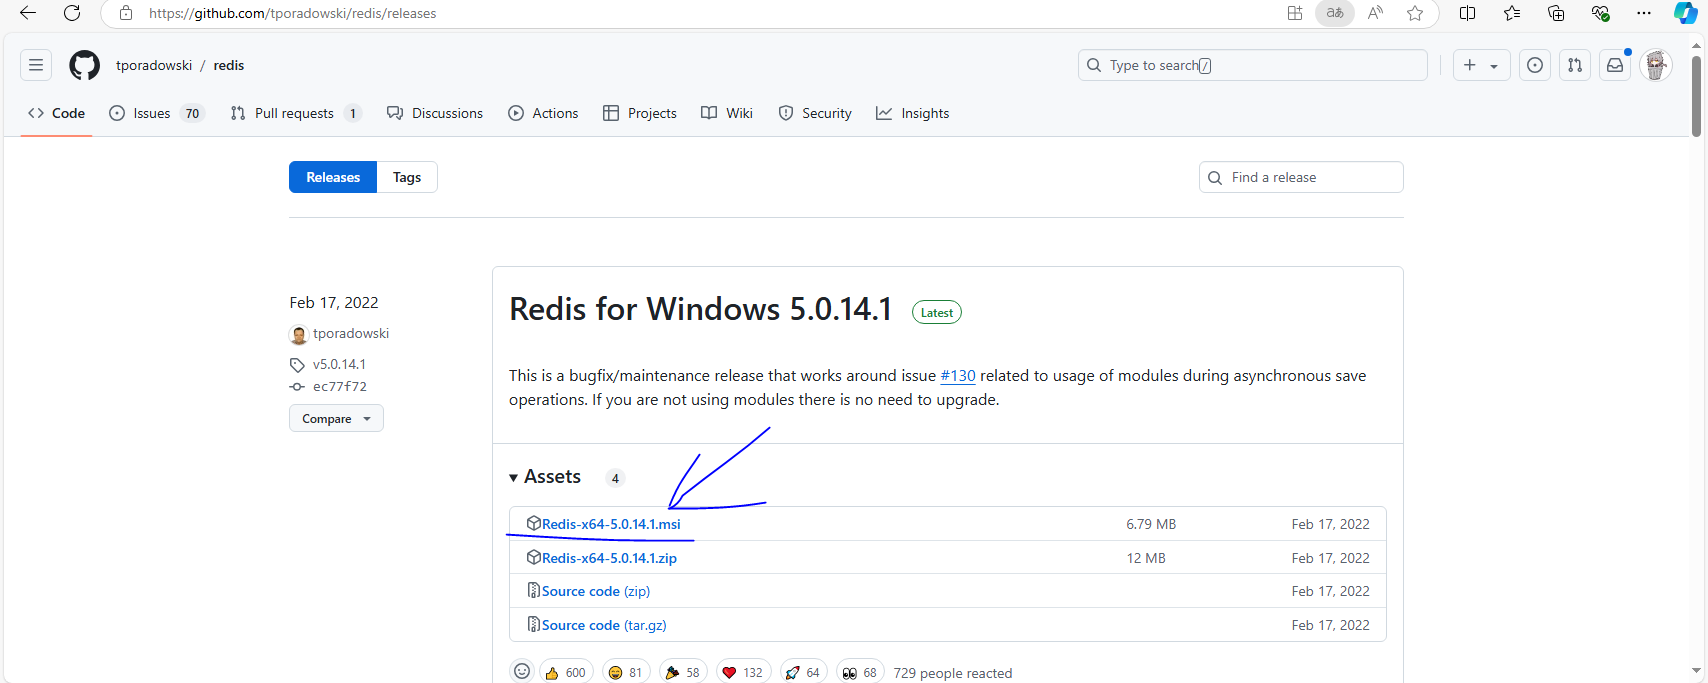 https://github.com/tporadowski/redis/releases
aあ
tporadowski / redis
Type to search /
Code Issues 70 Pull requests 1 Discussions Actions Projects Wiki Security Insights
Releases Tags
Find a release
Feb 17, 2022
tporadowski
v5.0.14.1
ec77f72
Compare
Redis for Windows 5.0.14.1 Latest
This is a bugfix/maintenance release that works around issue #130 related to usage of modules during asynchronous save
operations. If you are not using modules there is no need to upgrade.
Assets 4
Redis-x64-5.0.14.1.msi 6.79 MB Feb 17, 2022
Redis-x64-5.0.14.1.zip 12 MB Feb 17, 2022
Source code (zip) Feb 17, 2022
Source code (tar.gz) Feb 17, 2022
600 81 58 132 64 68 729 people reacted